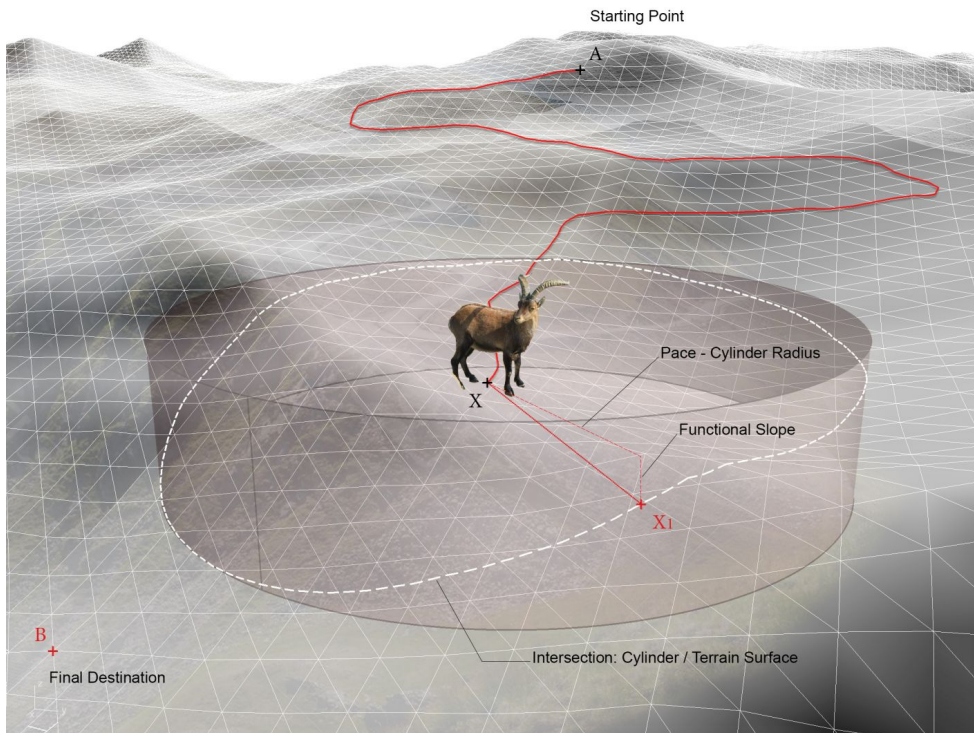 Starting Point
A
Pace - Cylinder Radius
X
Functional Slope
X1
B
Intersection: Cylinder / Terrain Surface
Final Destination